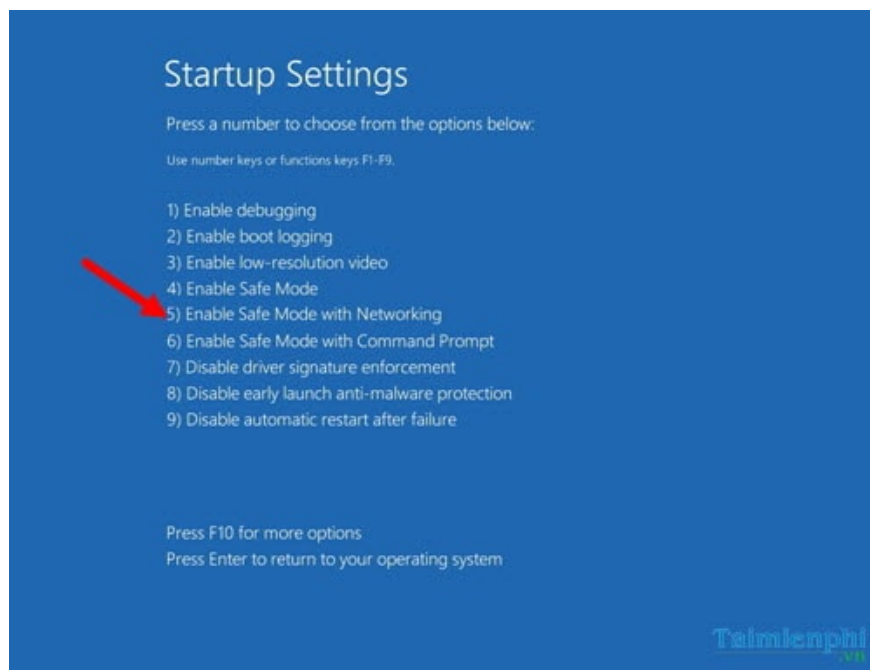 Startup Settings
Press a number to choose from the options below:
Use number keys or functions keys F1-F9.
1) Enable debugging
2) Enable boot logging
3) Enable low-resolution video
4) Enable Safe Mode
5) Enable Safe Mode with Networking
6) Enable Safe Mode with Command Prompt
7) Disable driver signature enforcement
8) Disable early launch anti-malware protection
9) Disable automatic restart after failure
Press F10 for more options
Press Enter to return to your operating system
Taimienphi
.VN